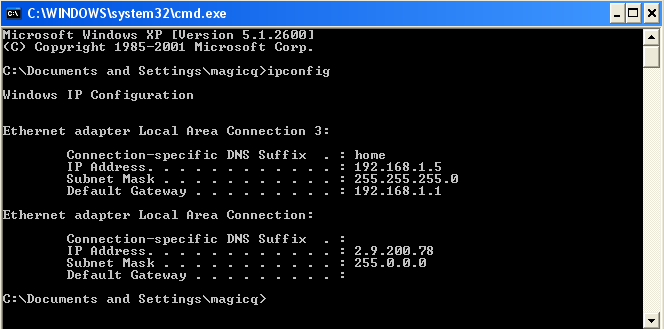 C:\WINDOWS\system32\cmd.exe
Microsoft Windows XP [Version 5.1.2600]
(C) Copyright 1985-2001 Microsoft Corp.
C:\Documents and Settings\magicq>ipconfig
Windows IP Configuration
Ethernet adapter Local Area Connection 3:
Connection-specific DNS Suffix . : home
IP Address. . . . . . . . . . . . : 192.168.1.5
Subnet Mask . . . . . . . . . . . : 255.255.255.0
Default Gateway . . . . . . . . . : 192.168.1.1
Ethernet adapter Local Area Connection:
Connection-specific DNS Suffix . :
IP Address. . . . . . . . . . . . : 2.9.200.78
Subnet Mask . . . . . . . . . . . : 255.0.0.0
Default Gateway . . . . . . . . . :
C:\Documents and Settings\magicq>